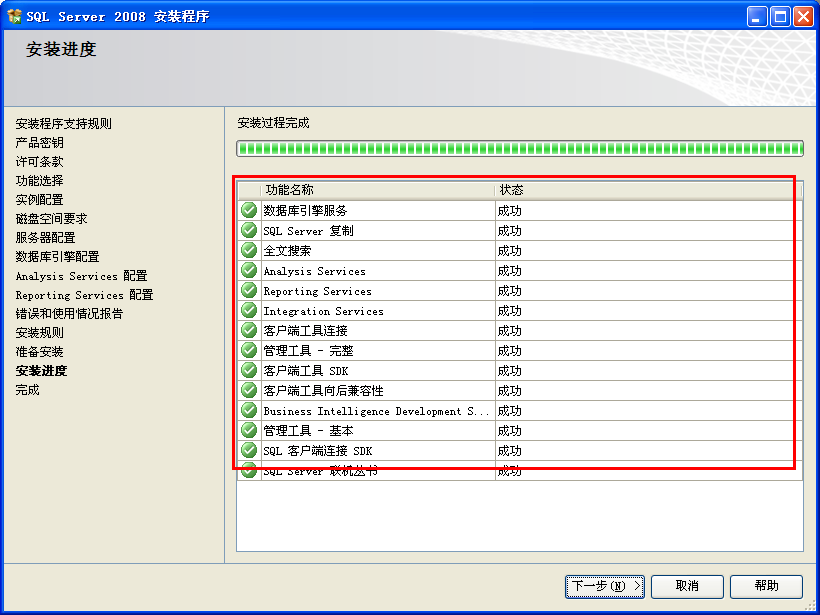 SQL Server 2008 安装程序
安装进度
安装程序支持规则
产品密钥
许可条款
功能选择
实例配置
磁盘空间要求
服务器配置
数据库引擎配置
Analysis Services 配置
Reporting Services 配置
错误和使用情况报告
安装规则
准备安装
安装进度
完成
安装过程完成
功能名称 状态
数据库引擎服务 成功
SQL Server 复制 成功
全文搜索 成功
Analysis Services 成功
Reporting Services 成功
Integration Services 成功
客户端工具连接 成功
管理工具 - 完整 成功
客户端工具 SDK 成功
客户端工具向后兼容性 成功
Business Intelligence Development S... 成功
管理工具 - 基本 成功
SQL 客户端连接 SDK 成功
SQL Server 联机丛书 成功
下一步(N) > 取消 帮助